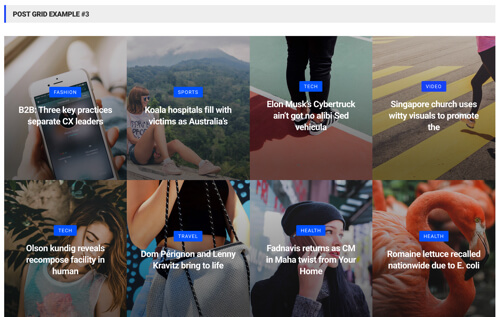 POST GRID EXAMPLE #3
FASHION
B2B: Three key practices
separate CX leaders
SPORTS
Koala hospitals fill with
victims as Australia's
TECH
Elon Musk's Cybertruck
ain't got no alibi Sed
vehicula
VIDEO
Singapore church uses
witty visuals to promote
the
TECH
Olson kundig reveals
recompose facility in
human
TRAVEL
Dom Pérignon and Lenny
Kravitz bring to life
HEALTH
Fadnavis returns as CM
in Maha twist from Your
Home
HEALTH
Romaine lettuce recalled
nationwide due to E. coli